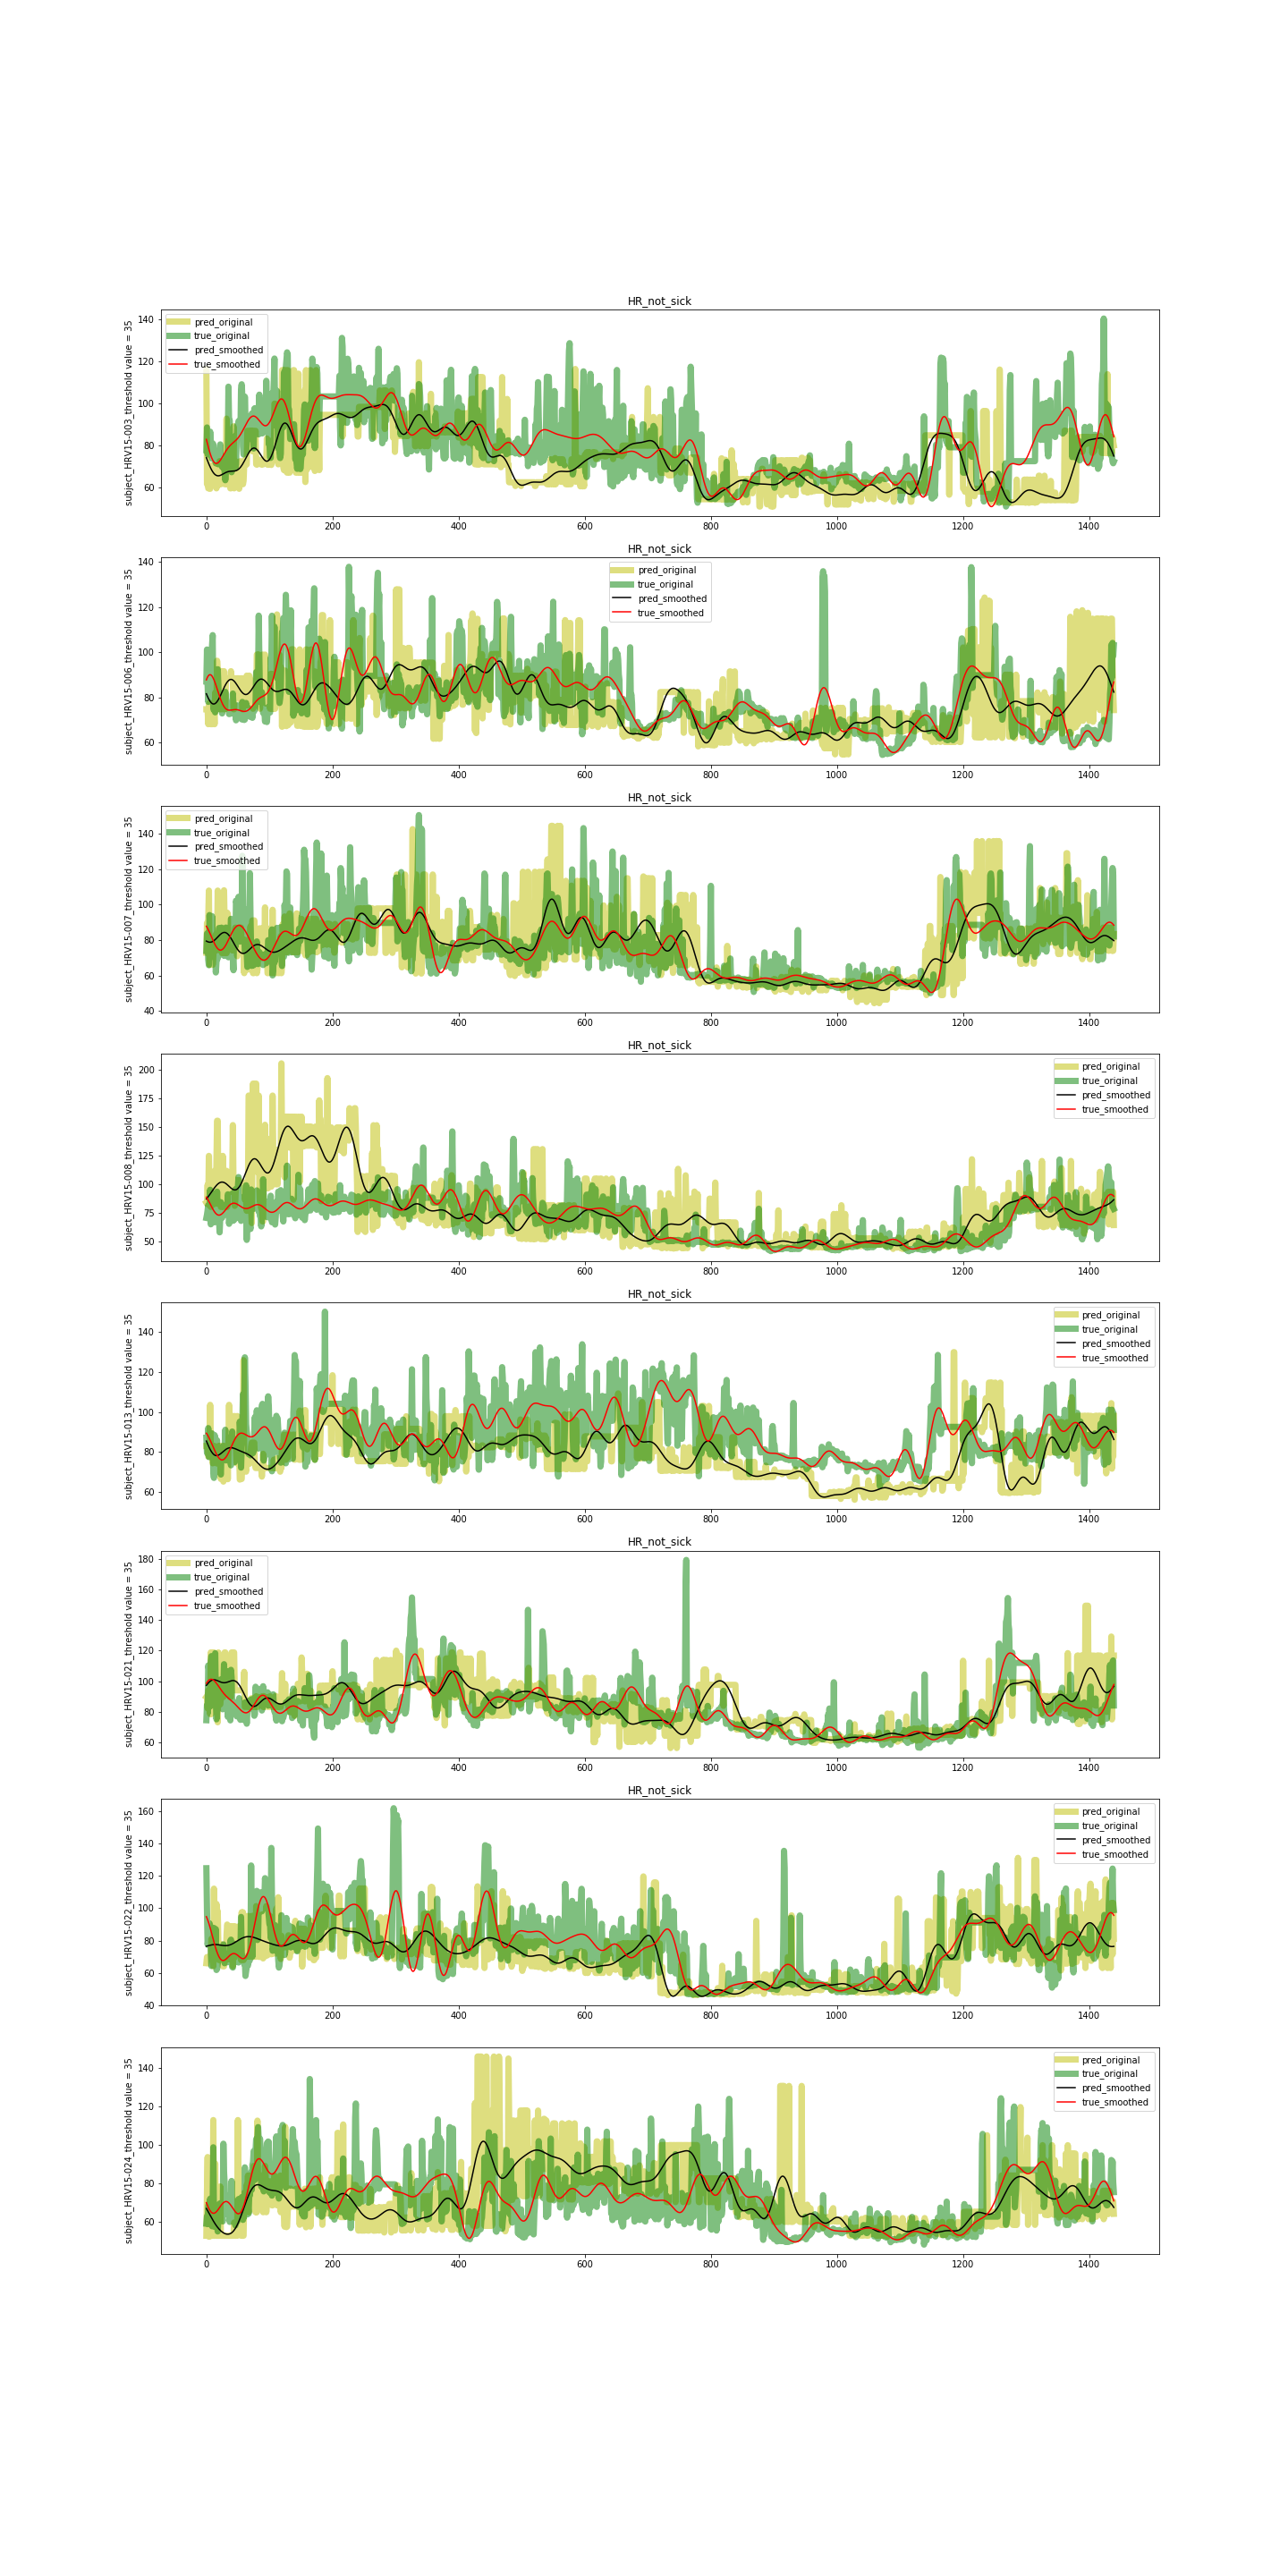 HR_not_sick
subject_HRV15-003_threshold value = 35
140
120
100
80
60
pred_original
true_original
pred_smoothed
true_smoothed
0 200 400 600 800 1000 1200 1400
HR_not_sick
subject_HRV15-006_threshold value = 35
140
120
100
80
60
pred_original
true_original
pred_smoothed
true_smoothed
0 200 400 600 800 1000 1200 1400
HR_not_sick
subject_HRV15-007_threshold value = 35
140
120
100
80
60
40
pred_original
true_original
pred_smoothed
true_smoothed
0 200 400 600 800 1000 1200 1400
HR_not_sick
subject_HRV15-008_threshold value = 35
200
175
150
125
100
75
50
pred_original
true_original
pred_smoothed
true_smoothed
0 200 400 600 800 1000 1200 1400
HR_not_sick
subject_HRV15-013_threshold value = 35
140
120
100
80
60
pred_original
true_original
pred_smoothed
true_smoothed
0 200 400 600 800 1000 1200 1400
HR_not_sick
subject_HRV15-021_threshold value = 35
180
160
140
120
100
80
60
pred_original
true_original
pred_smoothed
true_smoothed
0 200 400 600 800 1000 1200 1400
HR_not_sick
subject_HRV15-022_threshold value = 35
160
140
120
100
80
60
40
pred_original
true_original
pred_smoothed
true_smoothed
0 200 400 600 800 1000 1200 1400
subject_HRV15-024_threshold value = 35
140
120
100
80
60
pred_original
true_original
pred_smoothed
true_smoothed
0 200 400 600 800 1000 1200 1400